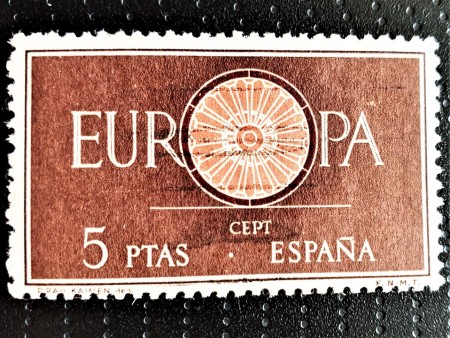 EUROPA
CEPT
5 PTAS · ESPAÑA
F.N.M.T.